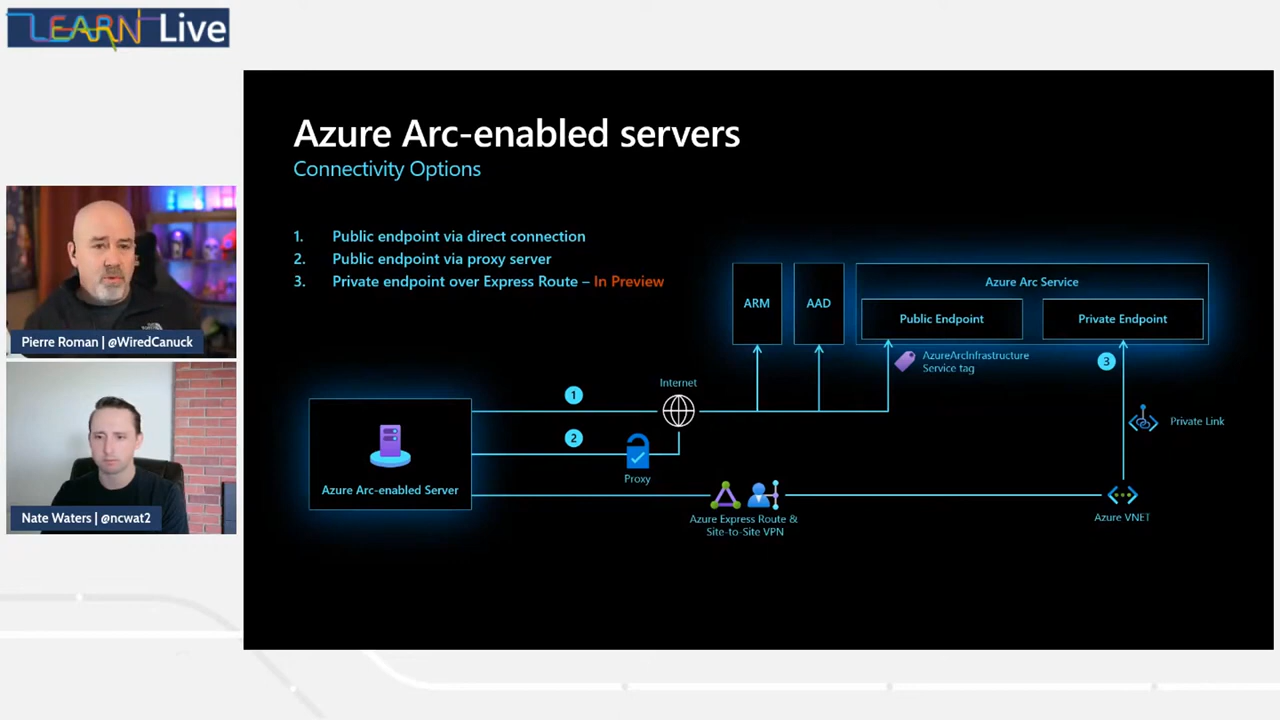 LEARN Live
Azure Arc-enabled servers
Connectivity Options
1. Public endpoint via direct connection
2. Public endpoint via proxy server
3. Private endpoint over Express Route – In Preview
ARM
AAD
Azure Arc Service
Public Endpoint
Private Endpoint
AzureArcInfrastructure
Service tag
3
Internet
1
2
Proxy
Private Link
Azure Arc-enabled Server
Azure Express Route &
Site-to-Site VPN
Azure VNET
Pierre Roman | @WiredCanuck
Nate Waters | @ncwat2